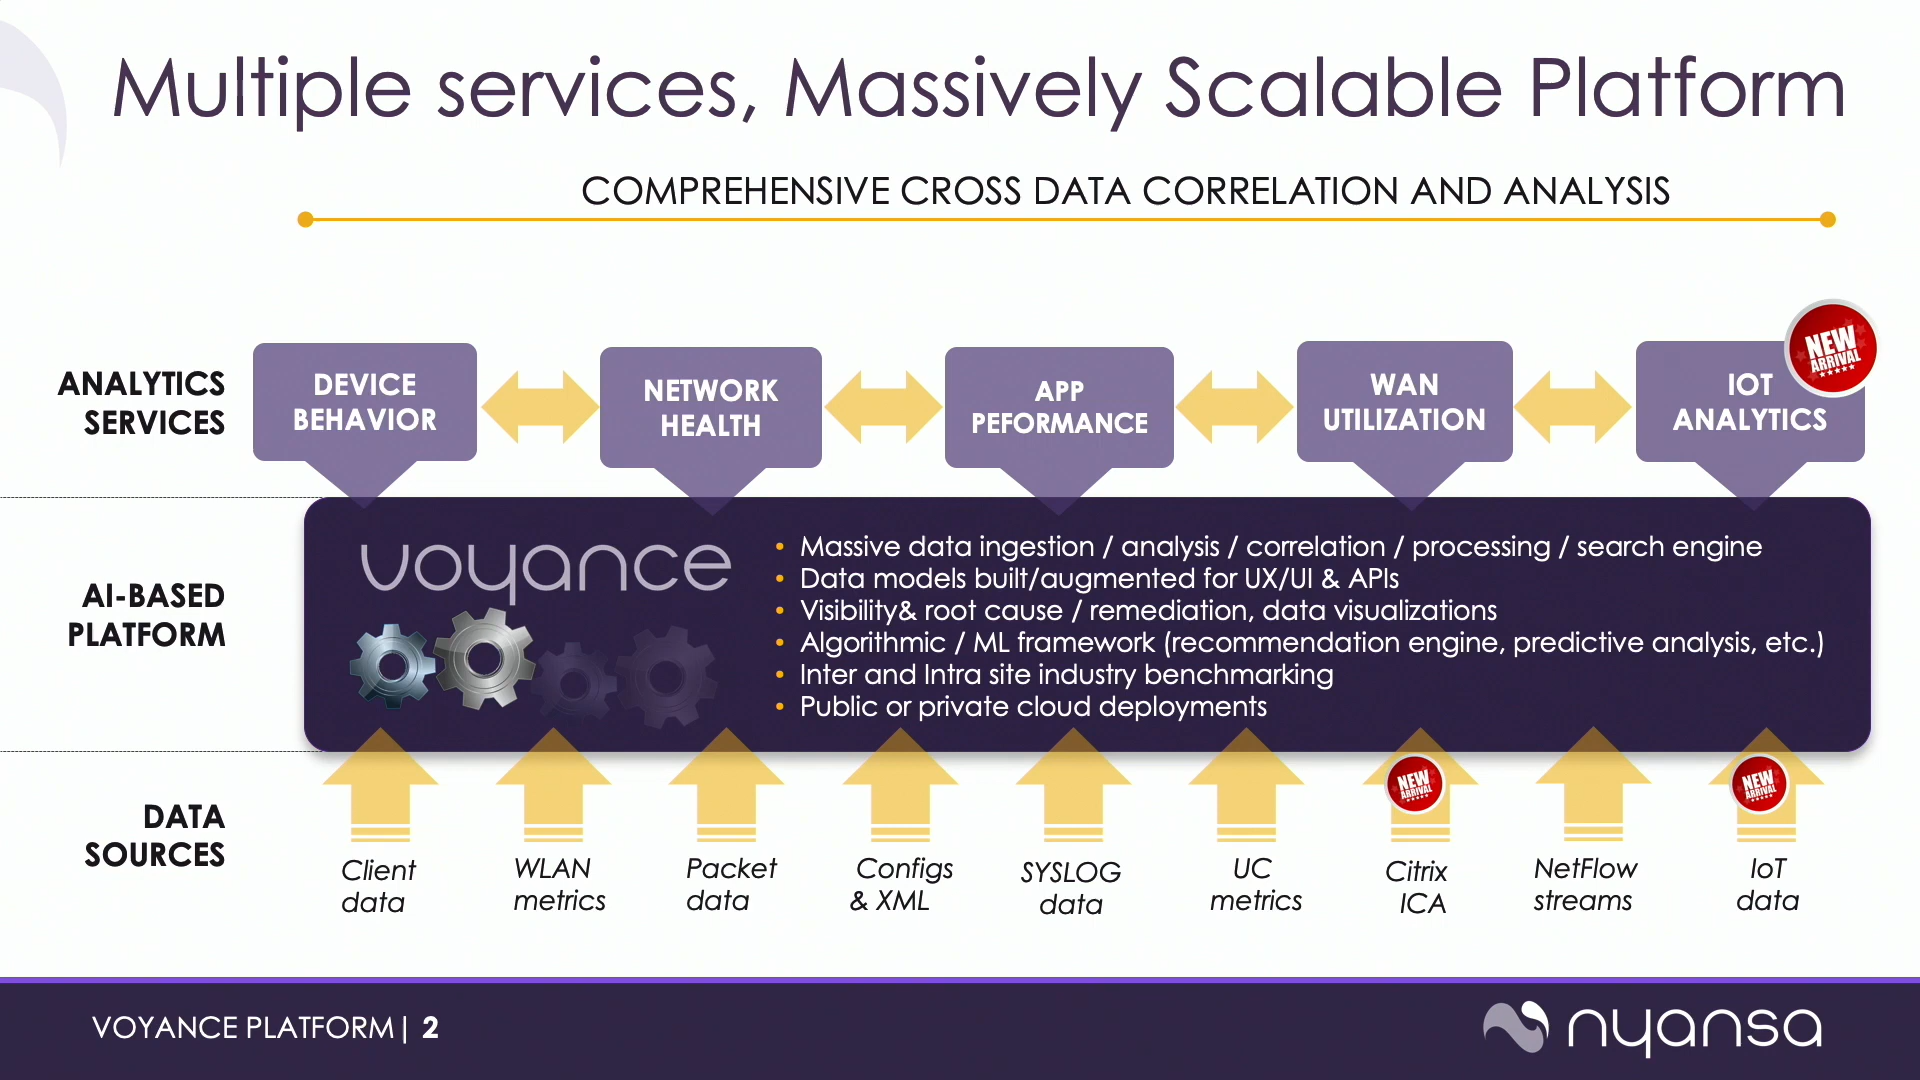 Multiple services, Massively Scalable Platform
COMPREHENSIVE CROSS DATA CORRELATION AND ANALYSIS
ANALYTICS
SERVICES
DEVICE
BEHAVIOR
NETWORK
HEALTH
APP
PEFORMANCE
WAN
UTILIZATION
IOT
ANALYTICS
NEW
ARRIVAL
AI-BASED
PLATFORM
voyance
• Massive data ingestion / analysis / correlation / processing / search engine
• Data models built/augmented for UX/UI & APIs
• Visibility& root cause / remediation, data visualizations
• Algorithmic / ML framework (recommendation engine, predictive analysis, etc.)
• Inter and Intra site industry benchmarking
• Public or private cloud deployments
DATA
SOURCES
NEW
ARRIVAL
NEW
ARRIVAL
Client
data
WLAN
metrics
Packet
data
Configs
& XML
SYSLOG
data
UC
metrics
Citrix
ICA
NetFlow
streams
IoT
data
VOYANCE PLATFORM| 2
nyansa